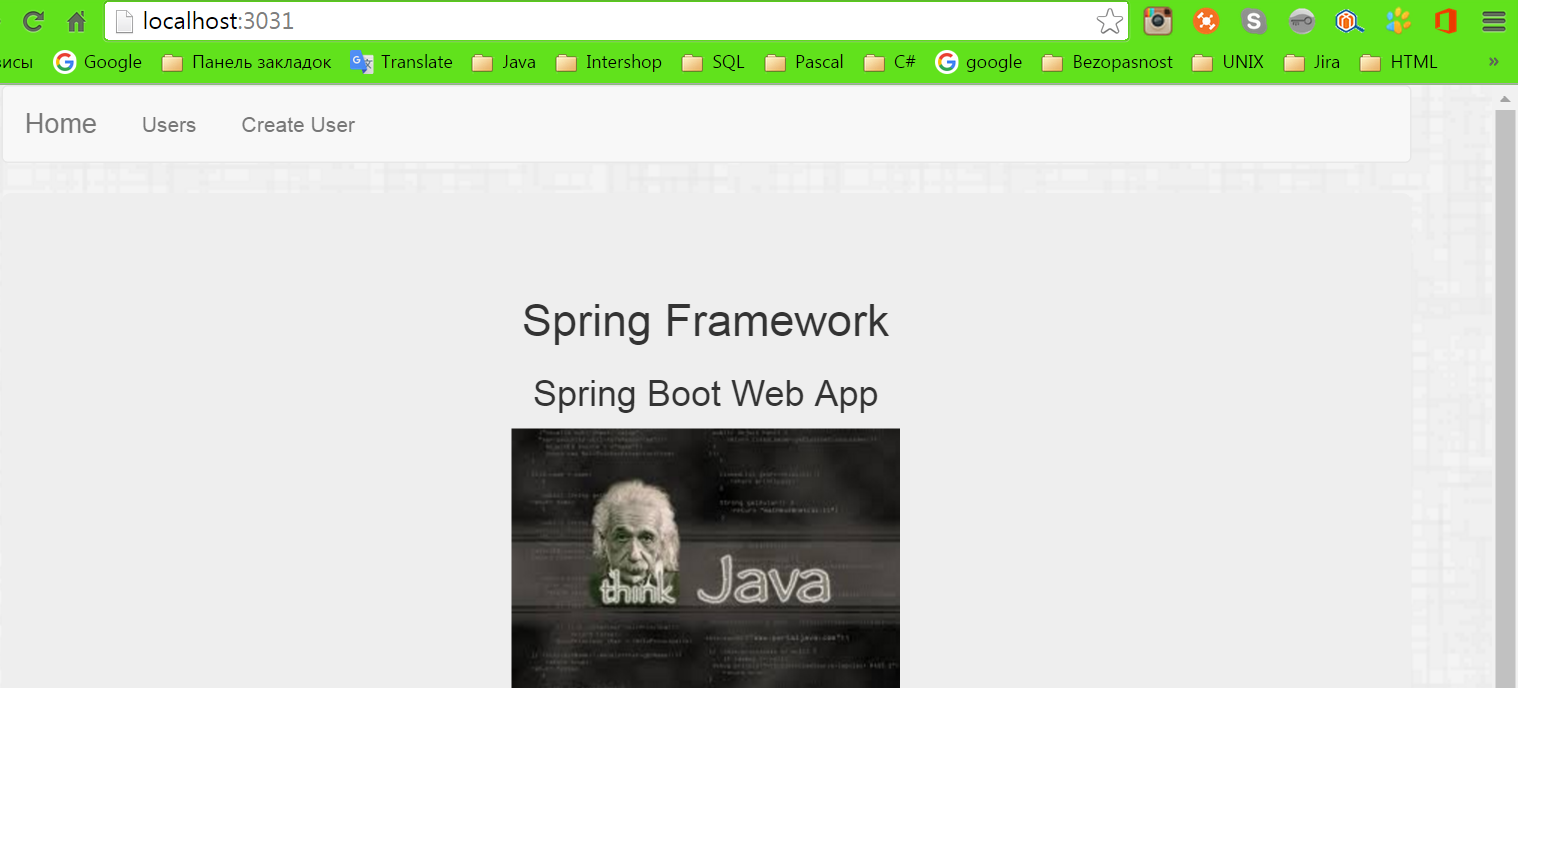 localhost:3031
исы Google Панель закладок Translate Java Intershop SQL Pascal C# google Bezopasnost UNIX Jira HTML »
Home Users Create User
Spring Framework
Spring Boot Web App
think Java